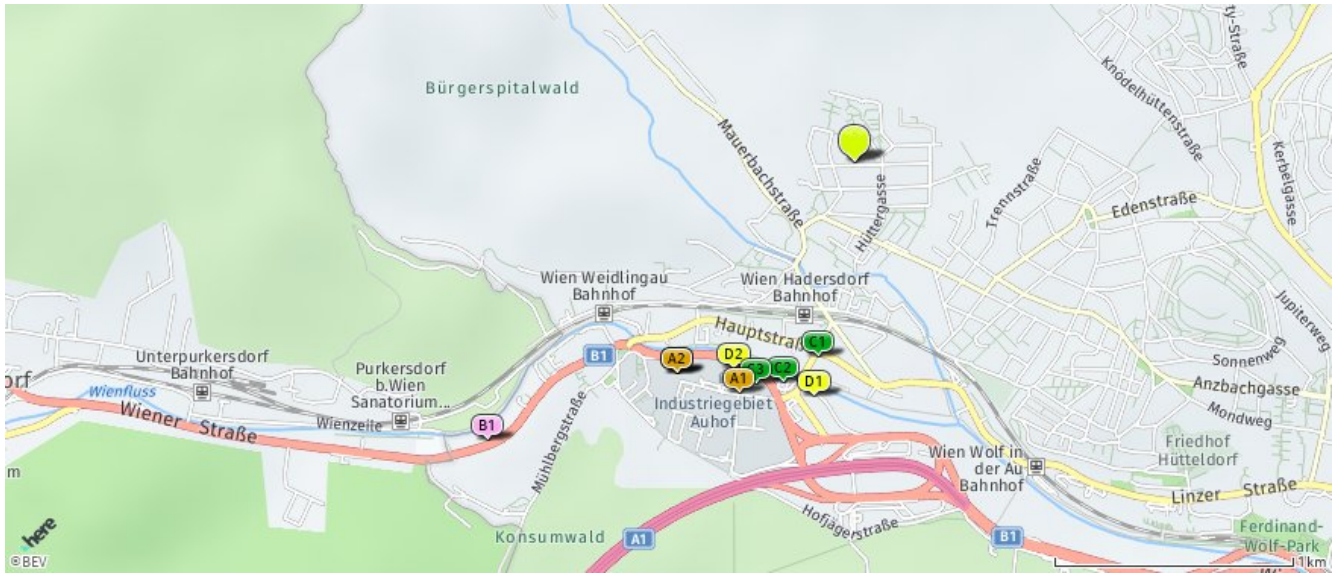 ty-Straße
Bürgerspitalwald
Knödelhüttenstraße
Mauerbachstraße
Kerbelgasse
Trennstraße
Hüttergasse
Edenstraße
Wien Weidlingau
Bahnhof
Wien Hadersdorf
Bahnhof
Jupiterweg
Hauptstraße
C1
Unterpurkersdorf
Bahnhof
B1
A2
D2
C3
C2
Sonnenweg
Purkersdorf
b.Wien
Sanatorium...
A1
D1
Anzbachgasse
orf
Wienfluss
Industriegebiet
Auhof
Mondweg
Wiener Straße
Wienzeile
B1
Mühlbergstraße
Friedhof
Hütteldorf
m
Wien Wolf in
der Au
Bahnhof
Linzer Straße
Hofjägerstraße
here
Konsumwald
A1
B1
Ferdinand-
Wolf-Park
©BEV
1km